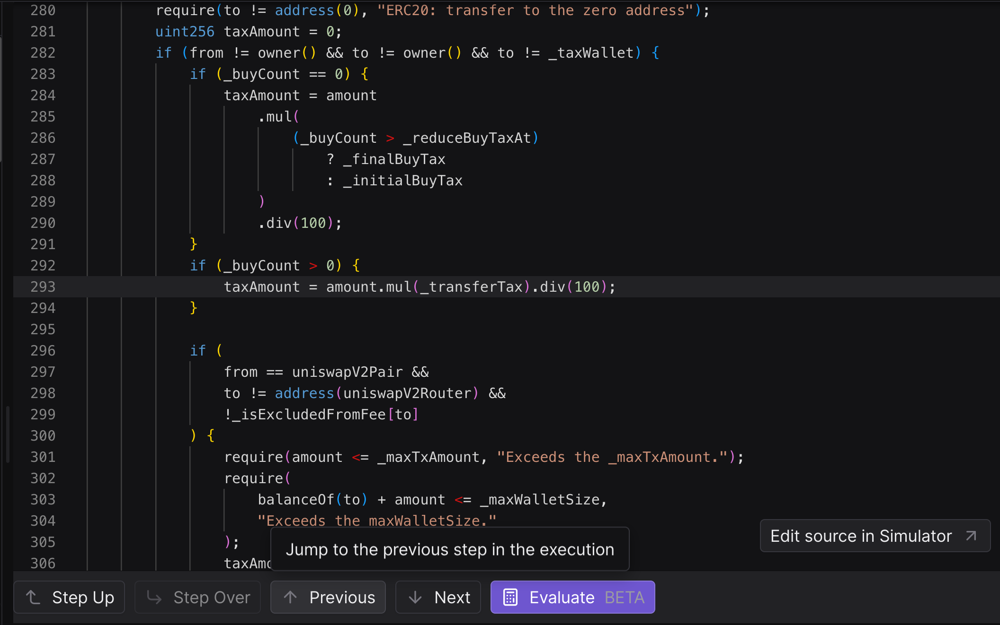 280 require(to != address(0), "ERC20: transfer to the zero address");
281 uint256 taxAmount = 0;
282 if (from != owner() && to != owner() && to != _taxWallet) {
283 if (_buyCount == 0) {
284 taxAmount = amount
285 .mul(
286 (_buyCount > _reduceBuyTaxAt)
287 ? _finalBuyTax
288 : _initialBuyTax
289 )
290 .div(100);
291 }
292 if (_buyCount > 0) {
293 taxAmount = amount.mul(_transferTax).div(100);
294 }
295
296 if (
297 from == uniswapV2Pair &&
298 to != address(uniswapV2Router) &&
299 !_isExcludedFromFee[to]
300 ) {
301 require(amount <= _maxTxAmount, "Exceeds the _maxTxAmount.");
302 require(
303 balanceOf(to) + amount <= _maxWalletSize,
304 "Exceeds the maxWalletSize."
305 );
306
Jump to the previous step in the execution
Edit source in Simulator
Step Up Step Over Previous Next Evaluate BETA